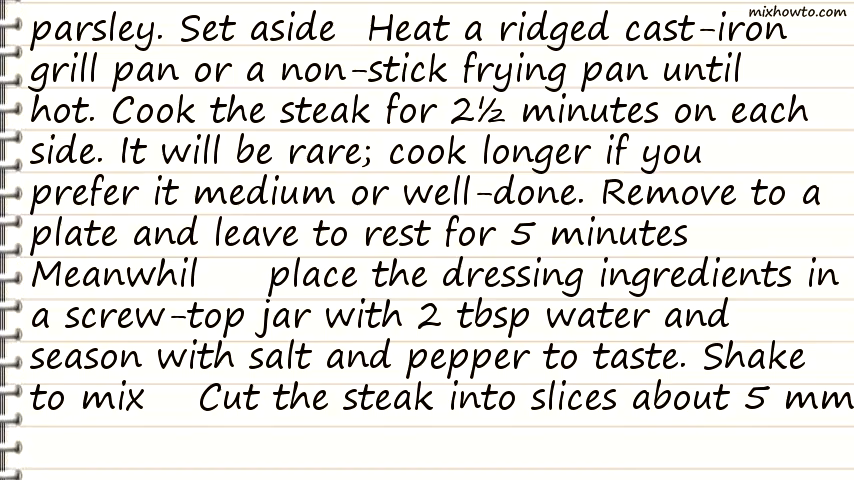 mixhowto.com
parsley. Set aside Heat a ridged cast-iron
grill pan or a non-stick frying pan until
hot. Cook the steak for 2½ minutes on each
side. It will be rare; cook longer if you
prefer it medium or well-done. Remove to a
plate and leave to rest for 5 minutes
Meanwhil place the dressing ingredients in
a screw-top jar with 2 tbsp water and
season with salt and pepper to taste. Shake
to mix Cut the steak into slices about 5 mm